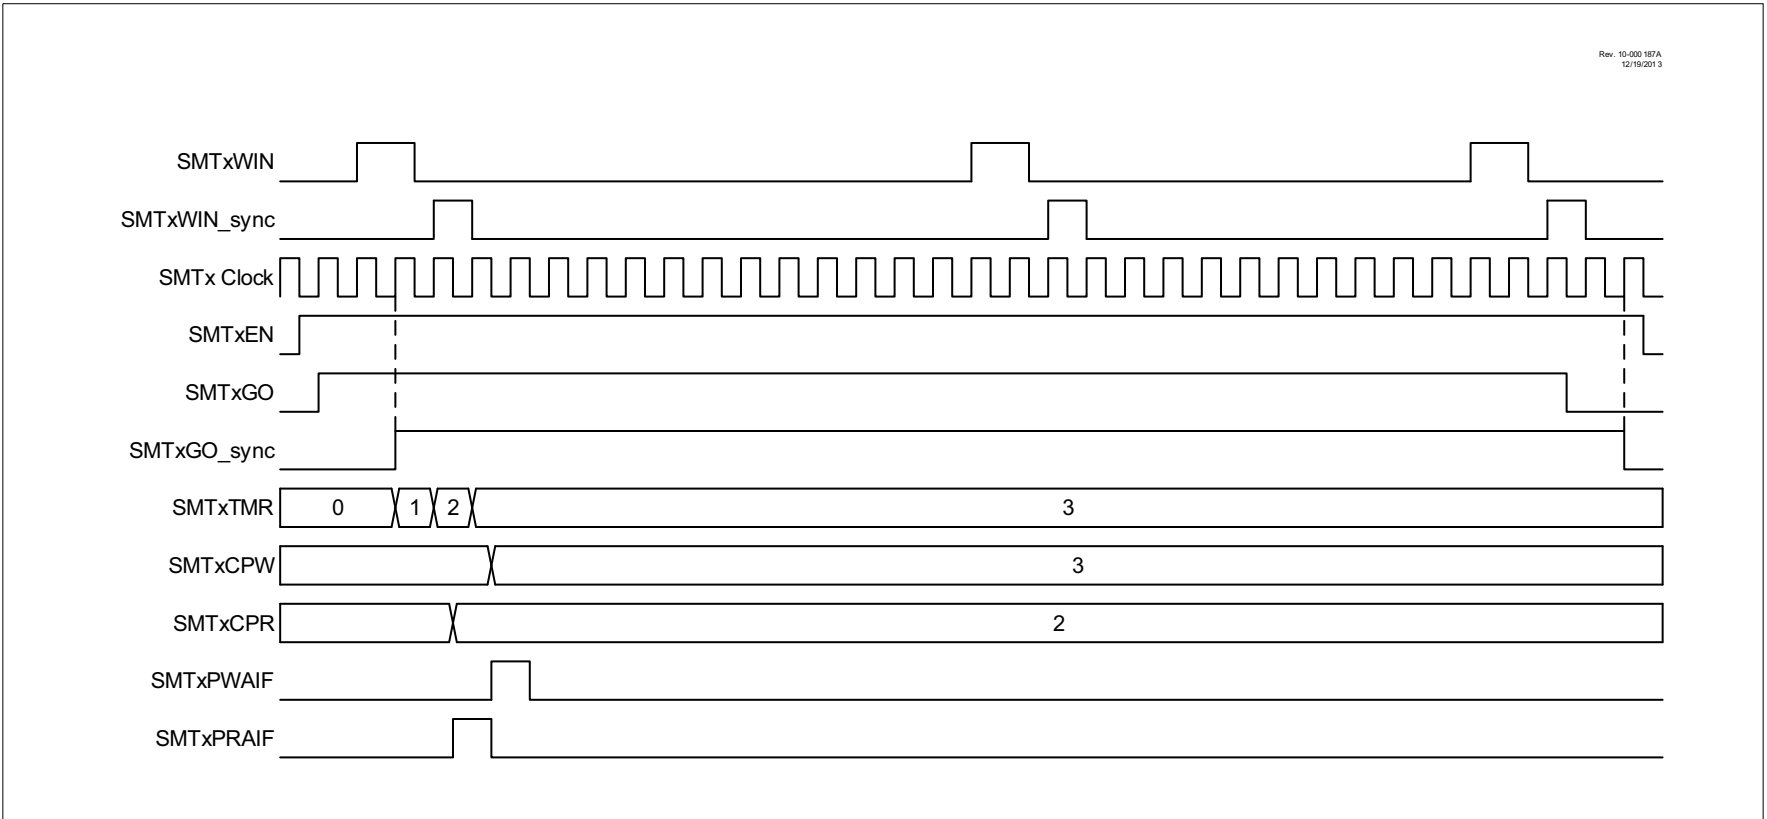 Rev. 10-000 187A
12/19/201 3
SMTxWIN
SMTxWIN_sync
SMTx Clock
SMTxEN
SMTxGO
SMTxGO_sync
SMTxTMR 0 1 2 3
SMTxCPW 3
SMTxCPR 2
SMTxPWAIF
SMTxPRAIF